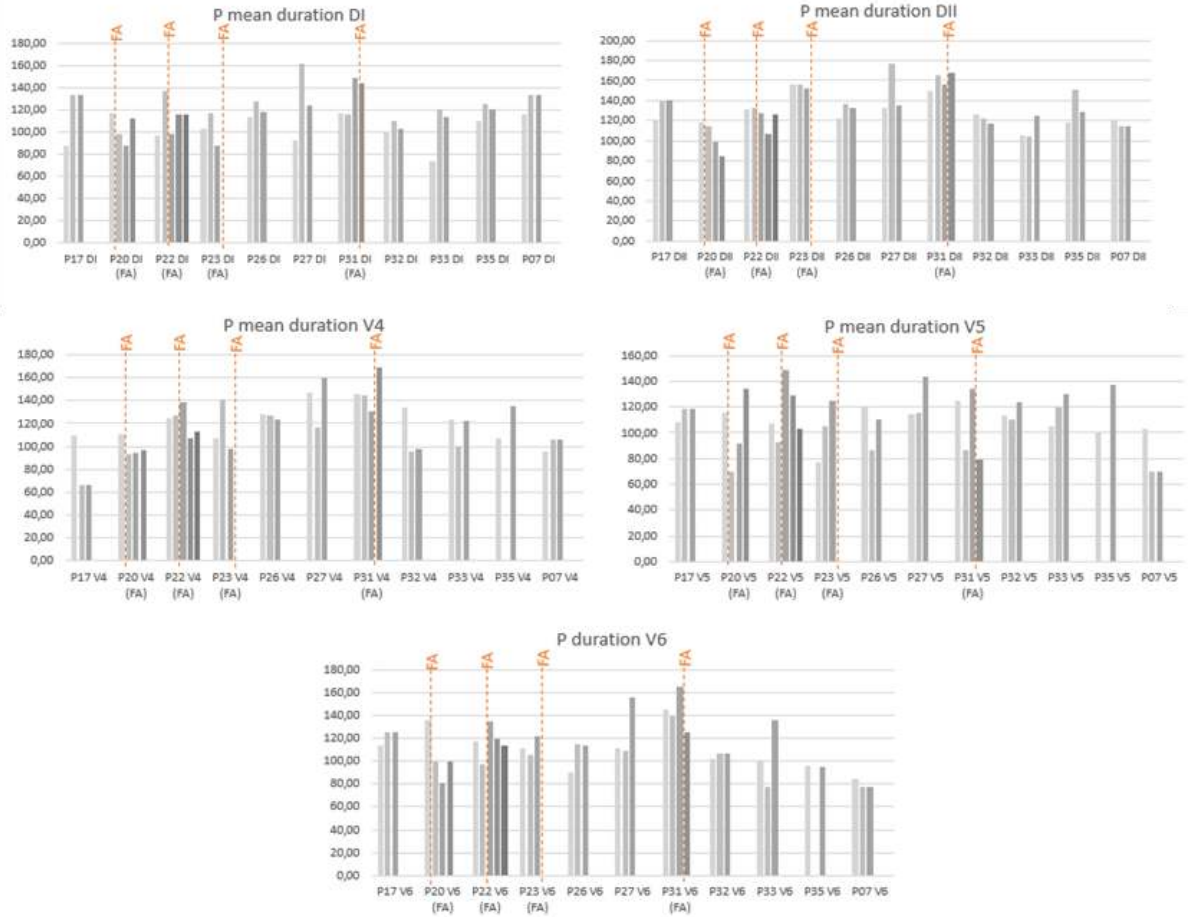 P mean duration DI
FA FA FA FA
180,00
160,00
140,00
120,00
100,00
80,00
60,00
40,00
20,00
0,00
P17 DI P20 DI P22 DI P23 DI P26 DI P27 DI P31 DI P32 DI P33 DI P35 DI P07 DI
(FA) (FA) (FA) (FA)
P mean duration DII
FA FA FA FA
200,00
180,00
160,00
140,00
120,00
100,00
80,00
60,00
40,00
20,00
0,00
P17 DII P20 DII P22 DII P23 DII P26 DII P27 DII P31 DII P32 DII P33 DII P35 DII P07 DII
(FA) (FA) (FA) (FA)
P mean duration V4
FA FA FA FA
180,00
160,00
140,00
120,00
100,00
80,00
60,00
40,00
20,00
0,00
P17 V4 P20 V4 P22 V4 P23 V4 P26 V4 P27 V4 P31 V4 P32 V4 P33 V4 P35 V4 P07 V4
(FA) (FA) (FA) (FA)
P mean duration V5
FA FA FA FA
160,00
140,00
120,00
100,00
80,00
60,00
40,00
20,00
0,00
P17 V5 P20 V5 P22 V5 P23 V5 P26 V5 P27 V5 P31 V5 P32 V5 P33 V5 P35 V5 P07 V5
(FA) (FA) (FA) (FA)
P duration V6
FA FA FA FA
180,00
160,00
140,00
120,00
100,00
80,00
60,00
40,00
20,00
0,00
P17 V6 P20 V6 P22 V6 P23 V6 P26 V6 P27 V6 P31 V6 P32 V6 P33 V6 P35 V6 P07 V6
(FA) (FA) (FA) (FA)